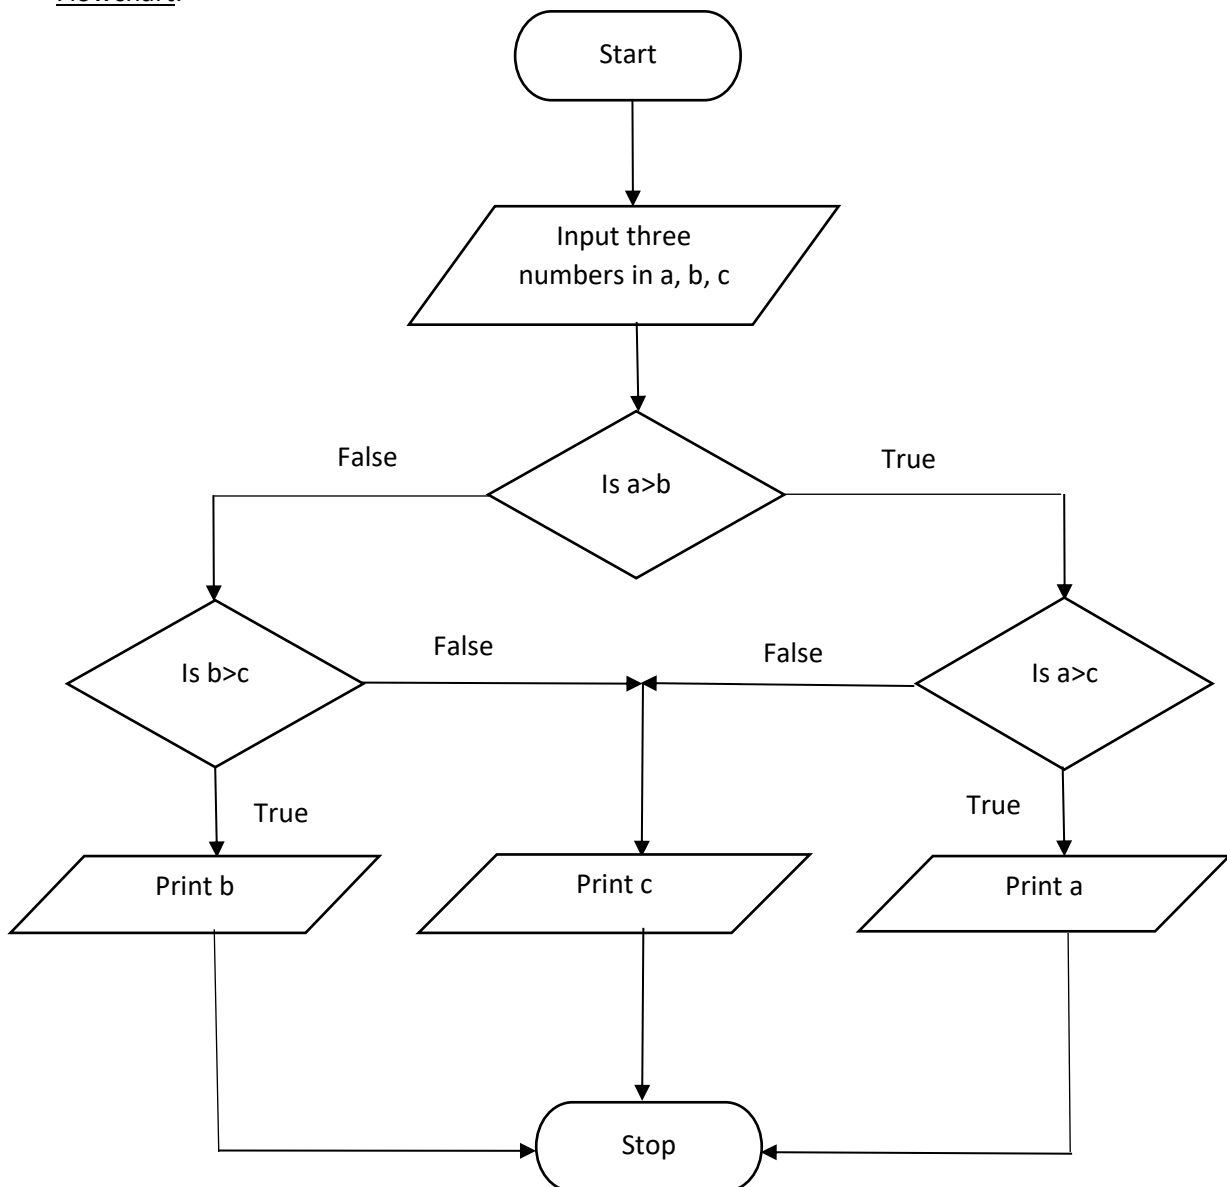 Flowchart:
Start
Input three
numbers in a, b, c
False
True
Is a>b
False
False
Is b>c
Is a>c
True
True
Print b
Print c
Print a
Stop